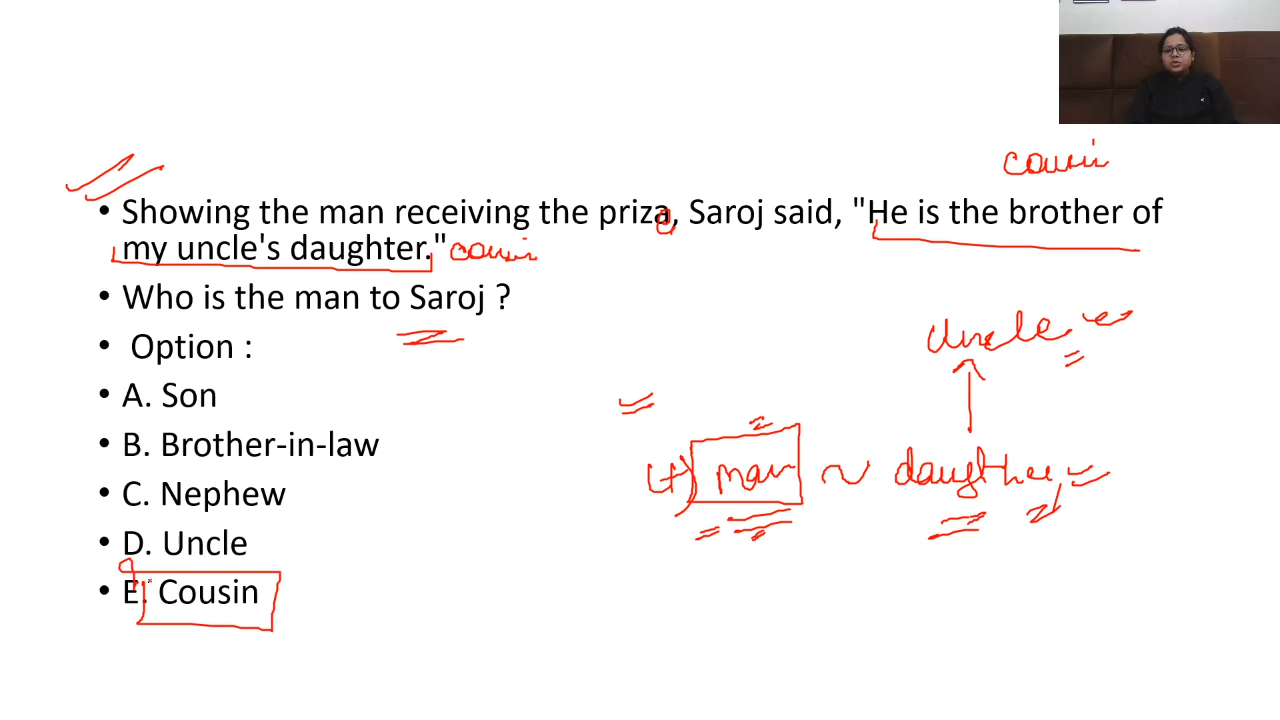 cousin
• Showing the man receiving the priza, Saroj said, "He is the brother of
my uncle's daughter." cousin
• Who is the man to Saroj ?
• Option :
• A. Son
• B. Brother-in-law
• C. Nephew
• D. Uncle
• E. Cousin
uncle
(+) man ~ daughter